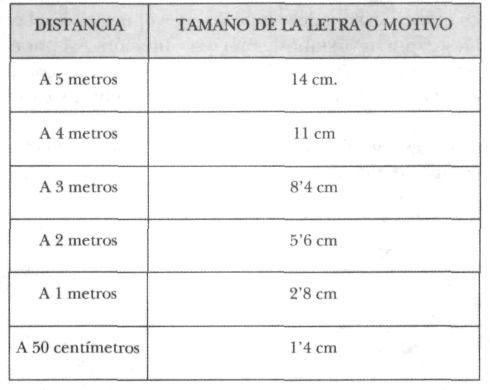 DISTANCIA TAMAÑO DE LA LETRA O MOTIVO
A 5 metros 14 cm.
A 4 metros 11 cm
A 3 metros 8’4 cm
A 2 metros 5’6 cm
A 1 metros 2’8 cm
A 50 centímetros 1’4 cm